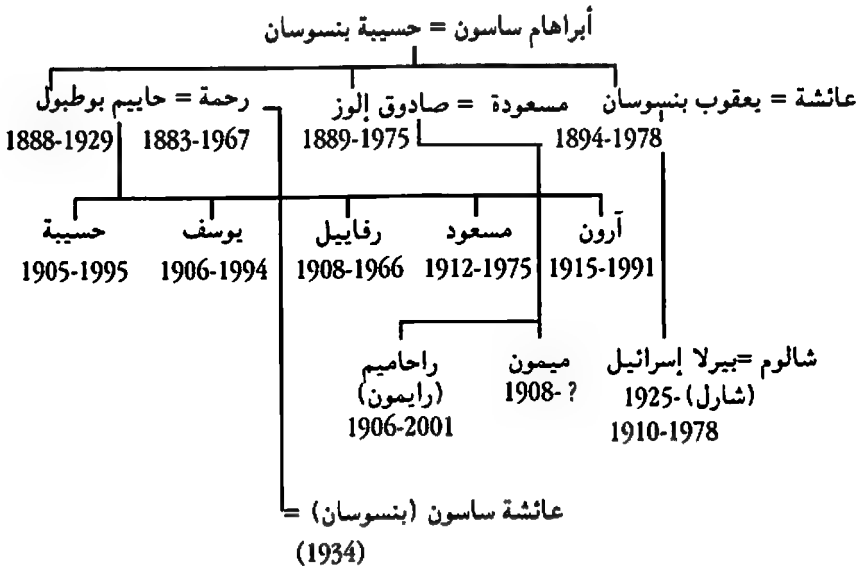 أبراهام ساسون = حسيبة بنسوسان
عائشة = يعقوب بنسوسان مسعودة = صادوق إلوز رحمة = حاييم بوطبول
1894-1978 1889-1975 1883-1967 1888-1929
آرون مسعود رفاييل يوسف حسيبة
1915-1991 1912-1975 1908-1966 1906-1994 1905-1995
شالوم =بيرلا إسرائيل ميمون راحاميم
(شارل) -1925 1908- ? (رايمون)
1910-1978 1906-2001
عائشة ساسون (بنسوسان) =
(1934)